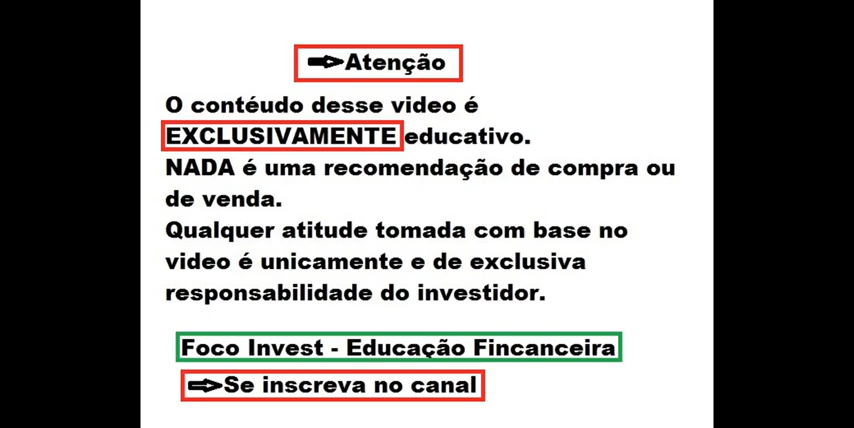 ⇨Atenção
O contéudo desse video é
EXCLUSIVAMENTE educativo.
NADA é uma recomendação de compra ou
de venda.
Qualquer atitude tomada com base no
video é unicamente e de exclusiva
responsabilidade do investidor.
Foco Invest - Educação Fincanceira
⇨Se inscreva no canal